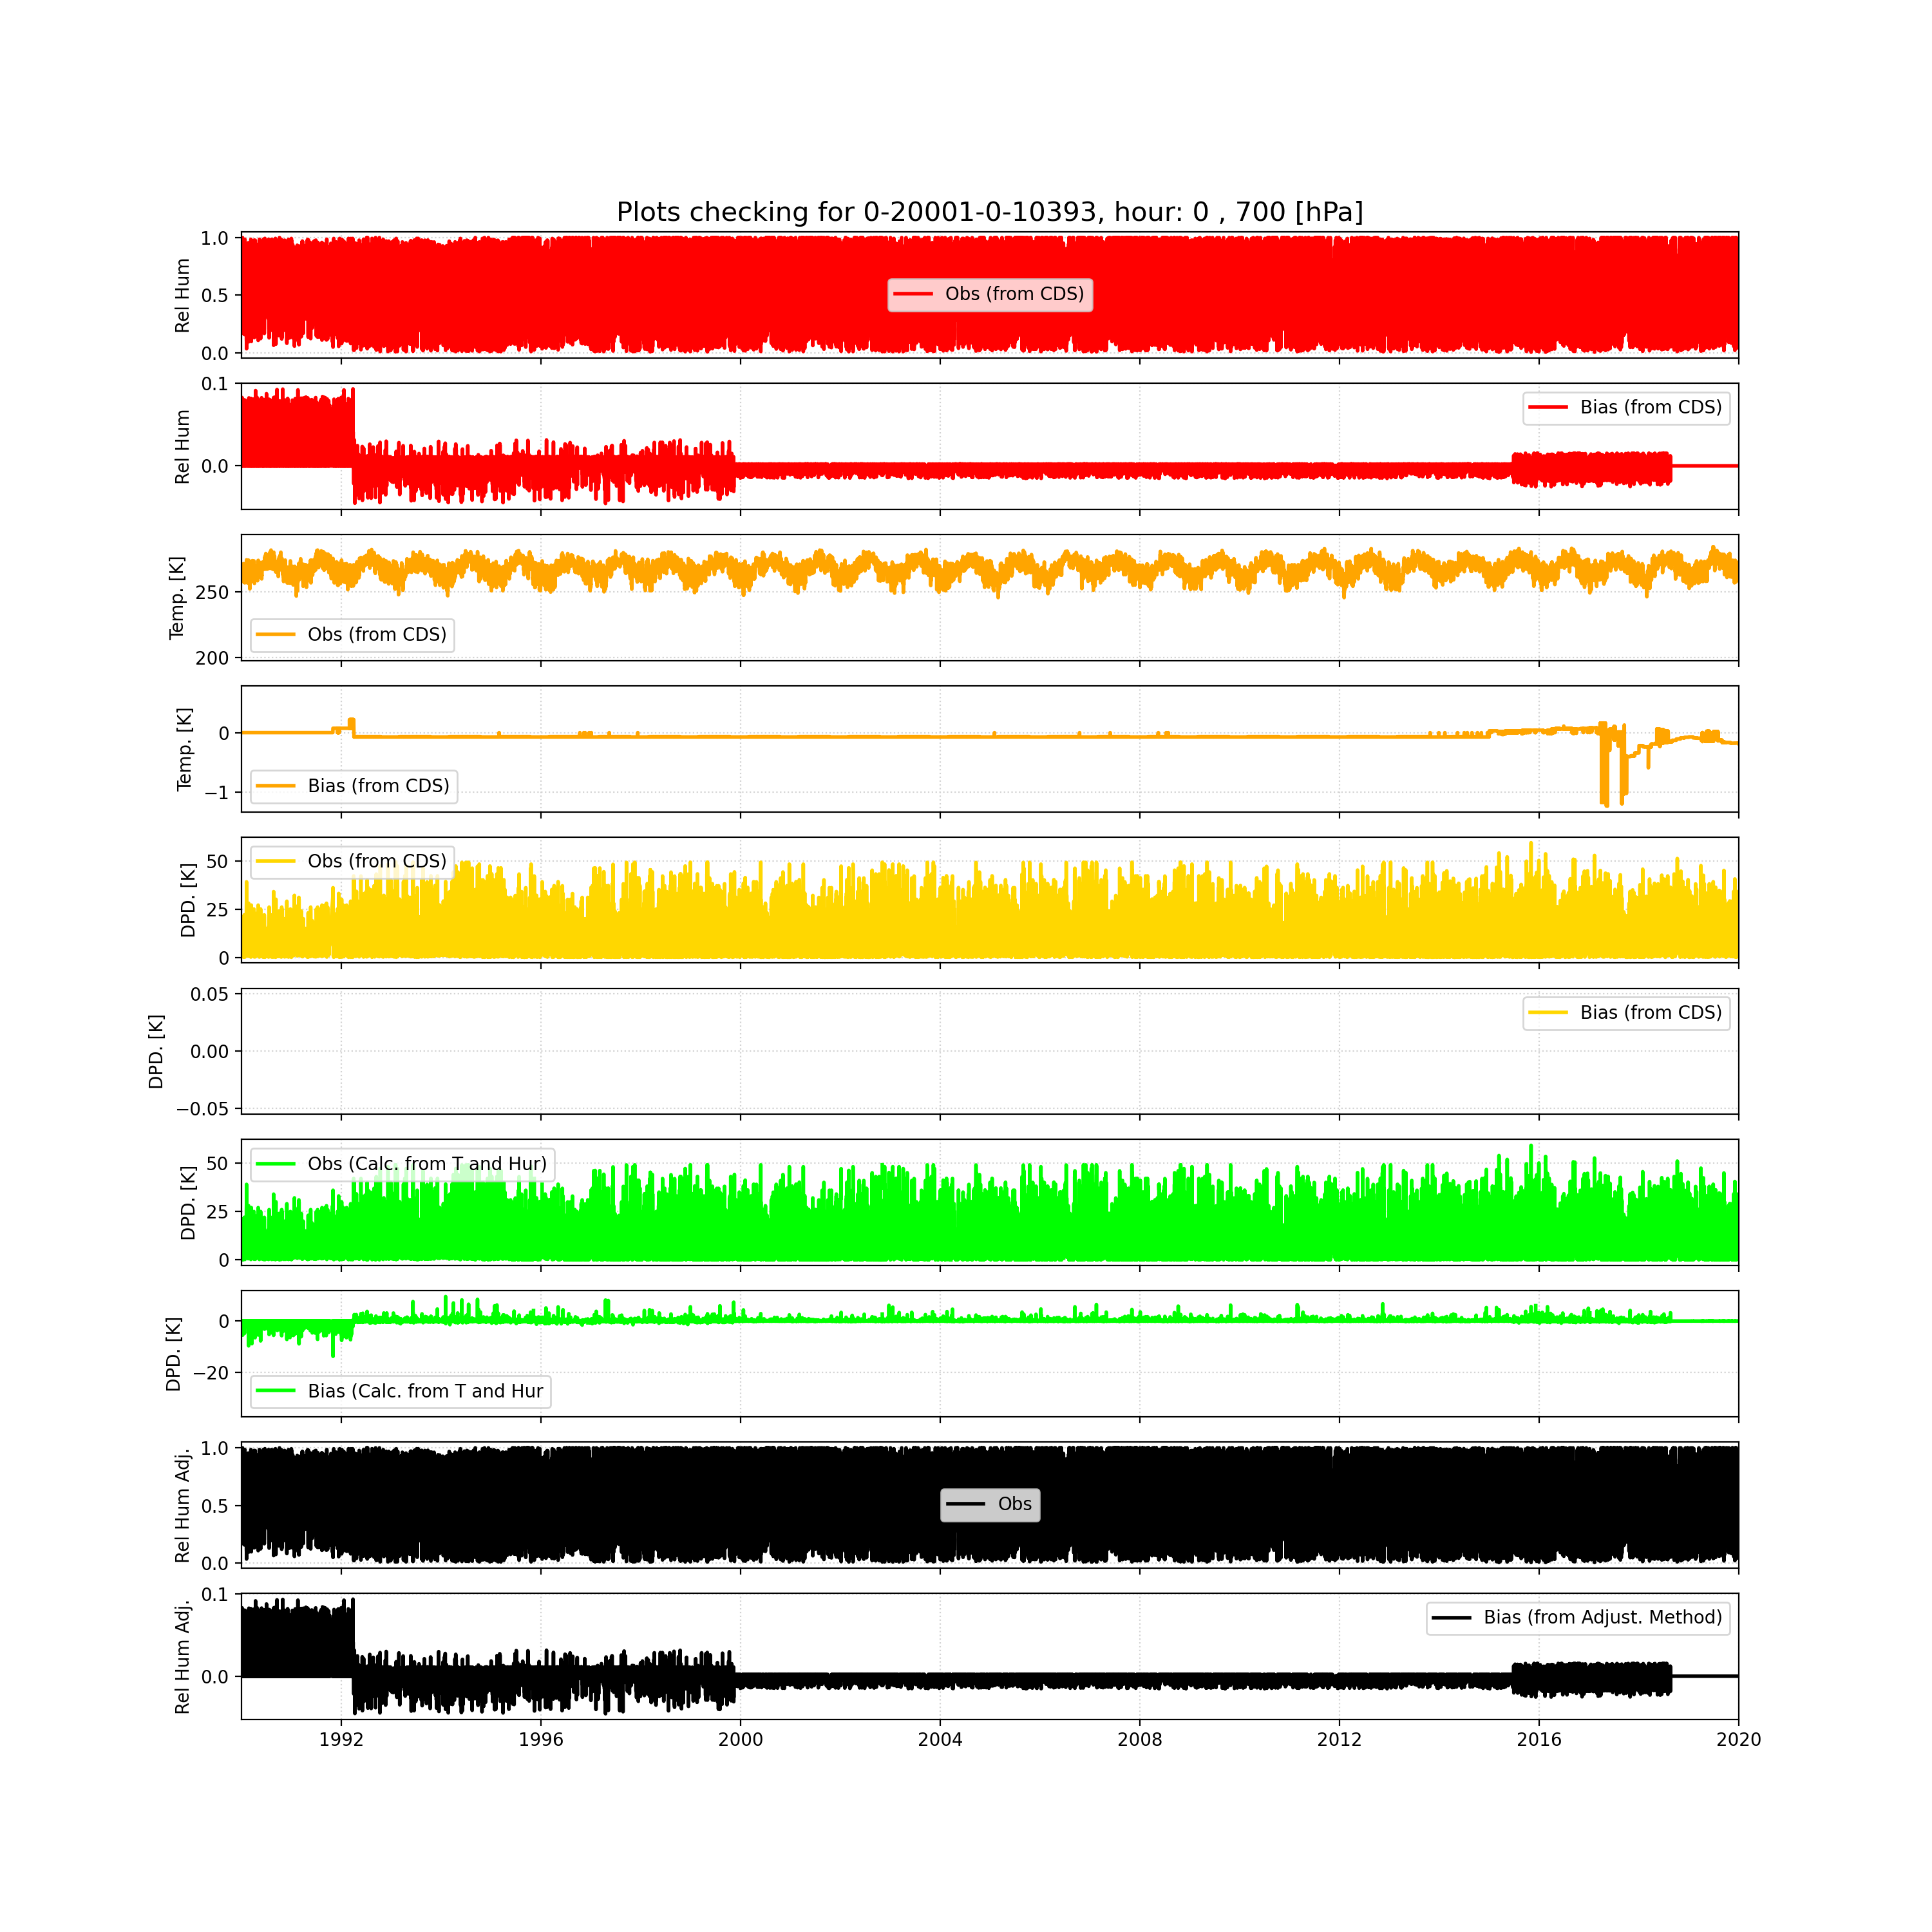 Plots checking for 0-20001-0-10393, hour: 0 , 700 [hPa]
1.0
0.5
0.0
Rel Hum
Obs (from CDS)
0.1
0.0
Rel Hum
Bias (from CDS)
250
200
Temp. [K]
Obs (from CDS)
0
−1
Temp. [K]
Bias (from CDS)
50
25
0
DPD. [K]
Obs (from CDS)
0.05
0.00
−0.05
DPD. [K]
Bias (from CDS)
50
25
0
DPD. [K]
Obs (Calc. from T and Hur)
0
−20
DPD. [K]
Bias (Calc. from T and Hur
1.0
0.5
0.0
Rel Hum Adj.
Obs
0.1
0.0
Rel Hum Adj.
Bias (from Adjust. Method)
1992 1996 2000 2004 2008 2012 2016 2020